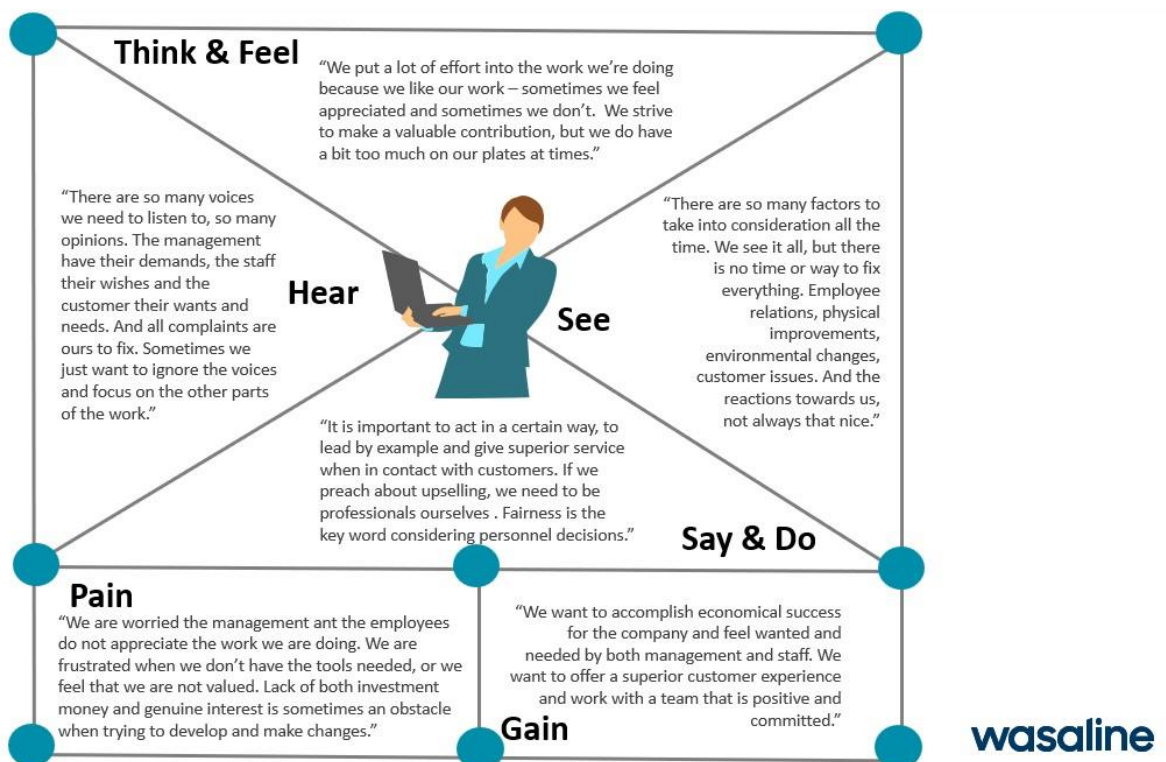 Think & Feel
“We put a lot of effort into the work we’re doing
because we like our work – sometimes we feel
appreciated and sometimes we don’t.  We strive
to make a valuable contribution, but we do have
a bit too much on our plates at times.”
“There are so many voices
we need to listen to, so many
opinions. The management
have their demands, the staff
their wishes and the
customer their wants and
needs. And all complaints are
ours to fix. Sometimes we
just want to ignore the voices
and focus on the other parts
of the work.”
Hear
See
“There are so many factors to
take into consideration all the
time. We see it all, but there
is no time or way to fix
everything. Employee
relations, physical
improvements,
environmental changes,
customer issues. And the
reactions towards us,
not always that nice.”
“It is important to act in a certain way, to
lead by example and give superior service
when in contact with customers. If we
preach about upselling, we need to be
professionals ourselves . Fairness is the
key word considering personnel decisions.”
Say & Do
Pain
“We are worried the management ant the employees
do not appreciate the work we are doing. We are
frustrated when we don’t have the tools needed, or we
feel that we are not valued. Lack of both investment
money and genuine interest is sometimes an obstacle
when trying to develop and make changes.”
“We want to accomplish economical success
for the company and feel wanted and
needed by both management and staff. We
want to offer a superior customer experience
and work with a team that is positive and
committed.”
Gain
wasaline